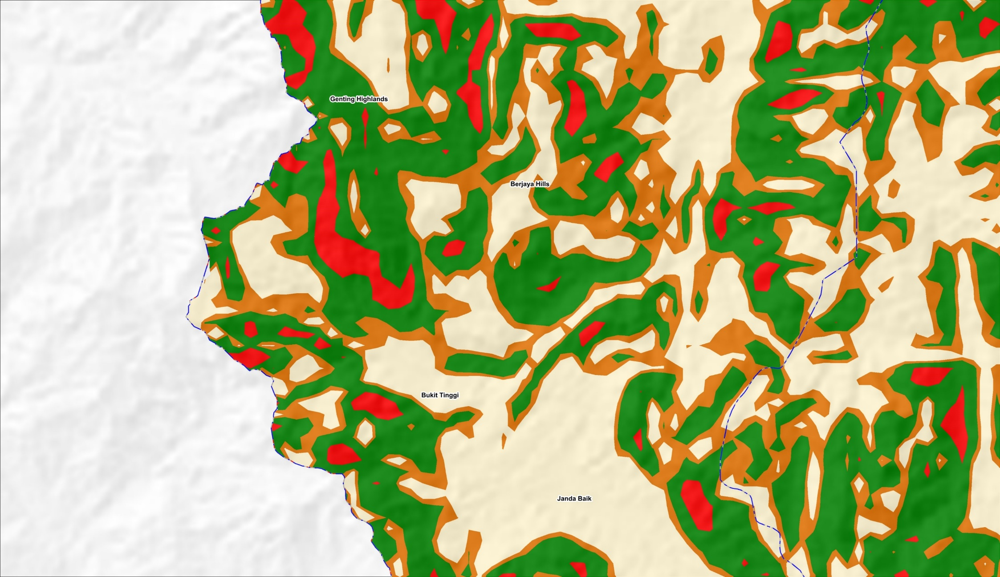 Genting Highlands
Berjaya Hills
Bukit Tinggi
Janda Baik